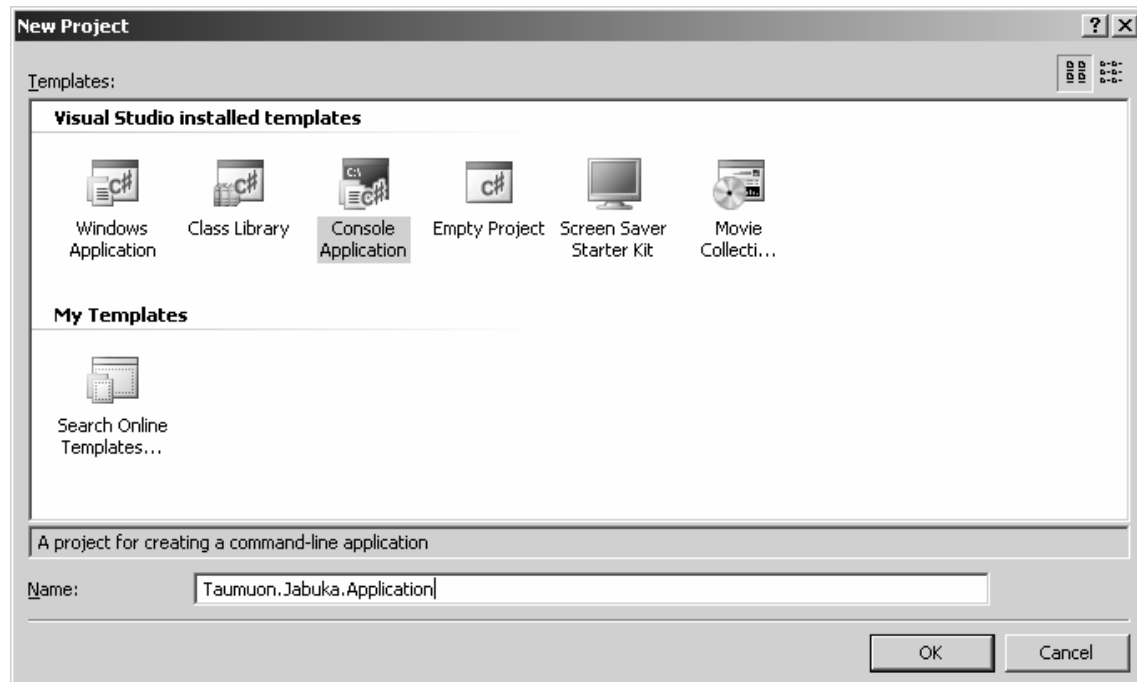 New Project
Templates:
Visual Studio installed templates
Windows Application
Class Library
Console Application
Empty Project
Screen Saver Starter Kit
Movie Collecti...
My Templates
Search Online Templates...
A project for creating a command-line application
Name:
Taumuon.Jabuka.Application
OK
Cancel